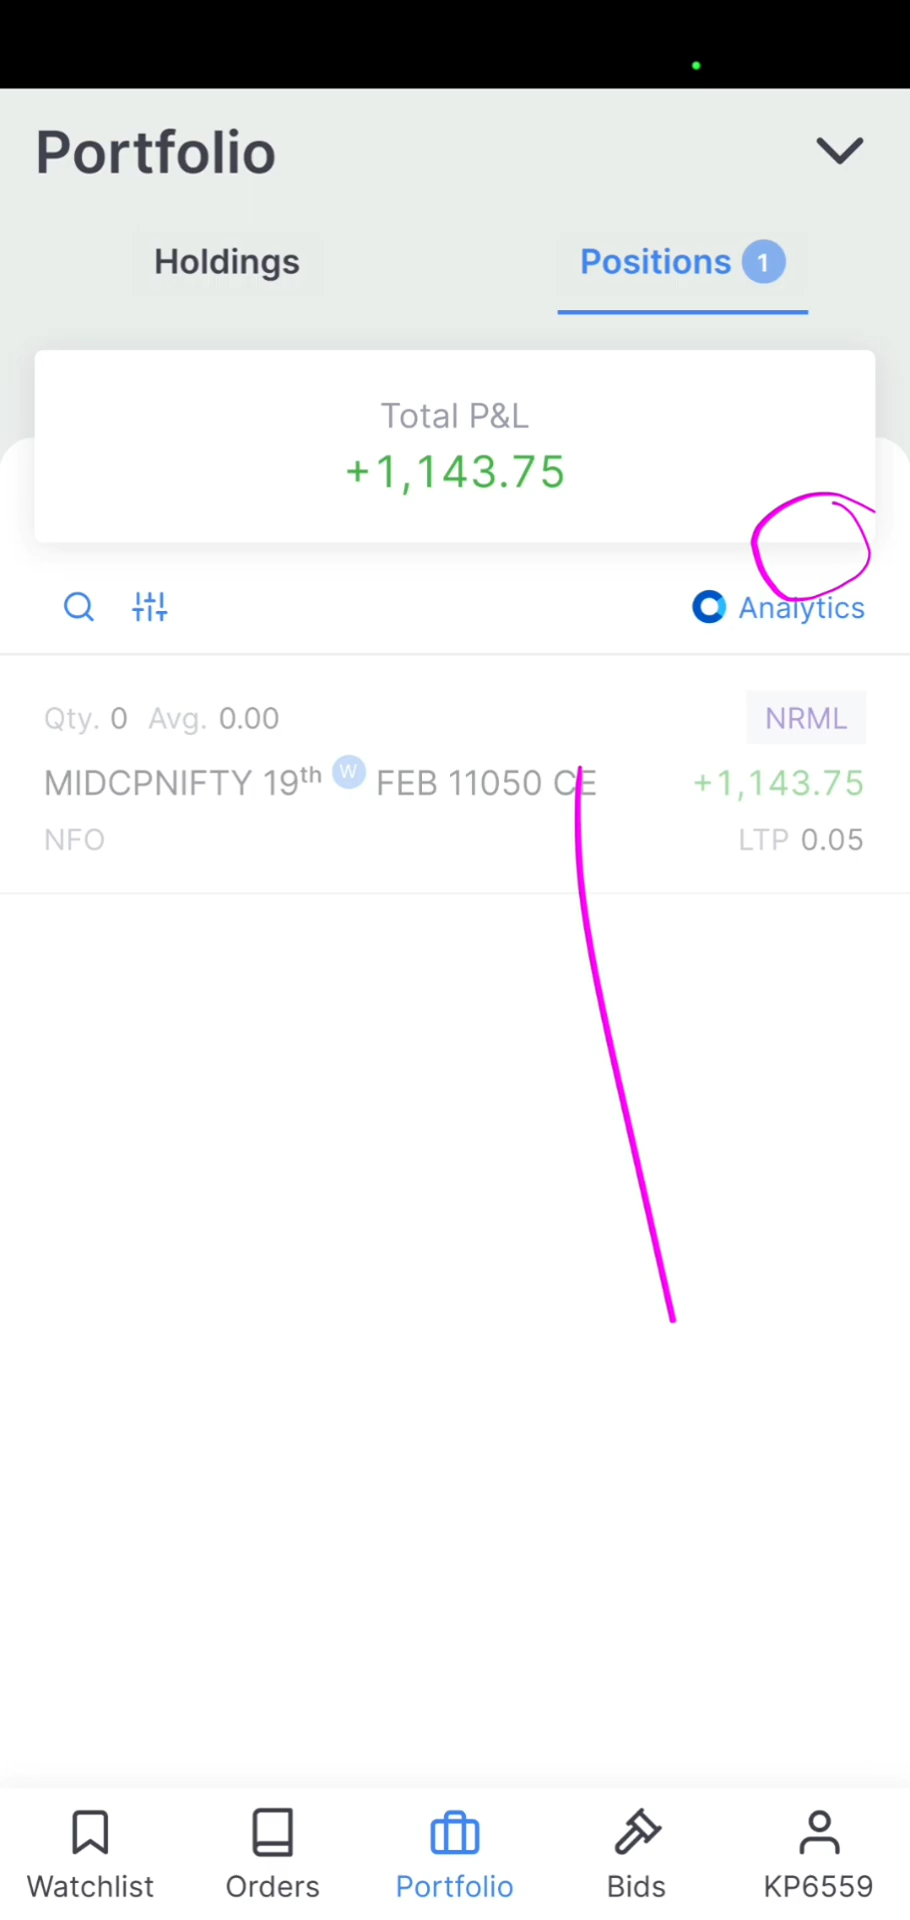 Portfolio
Holdings Positions 1
Total P&L
+1,143.75
Analytics
Qty. 0 Avg. 0.00 NRML
MIDCPNIFTY 19th W FEB 11050 CE +1,143.75
NFO LTP 0.05
Watchlist Orders Portfolio Bids KP6559